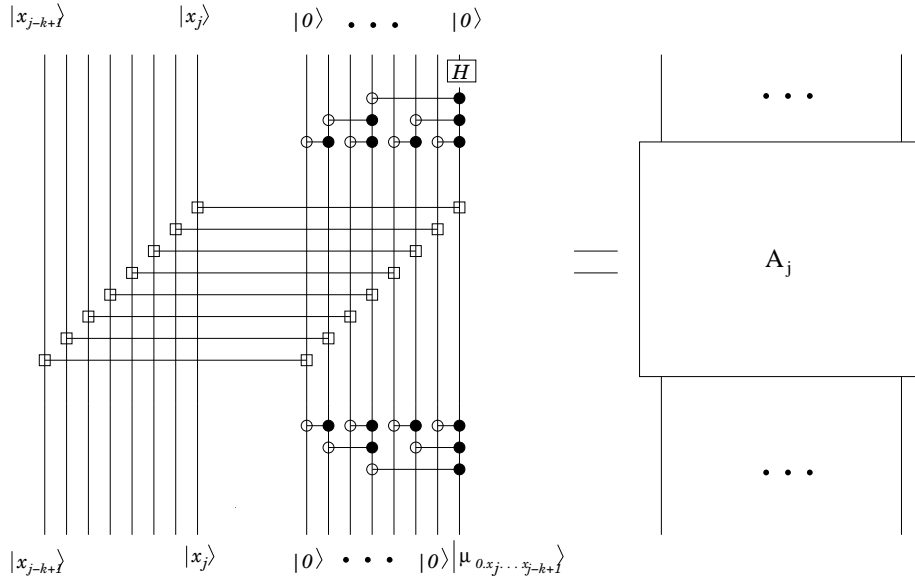 |x_{j-k+1}⟩ |x_j⟩ |0⟩ • • • |0⟩
H
• • •
A_j
• • •
|x_{j-k+1}⟩ |x_j⟩ |0⟩ • • • |0⟩ |μ_{0.x_j...x_{j-k+1}}⟩